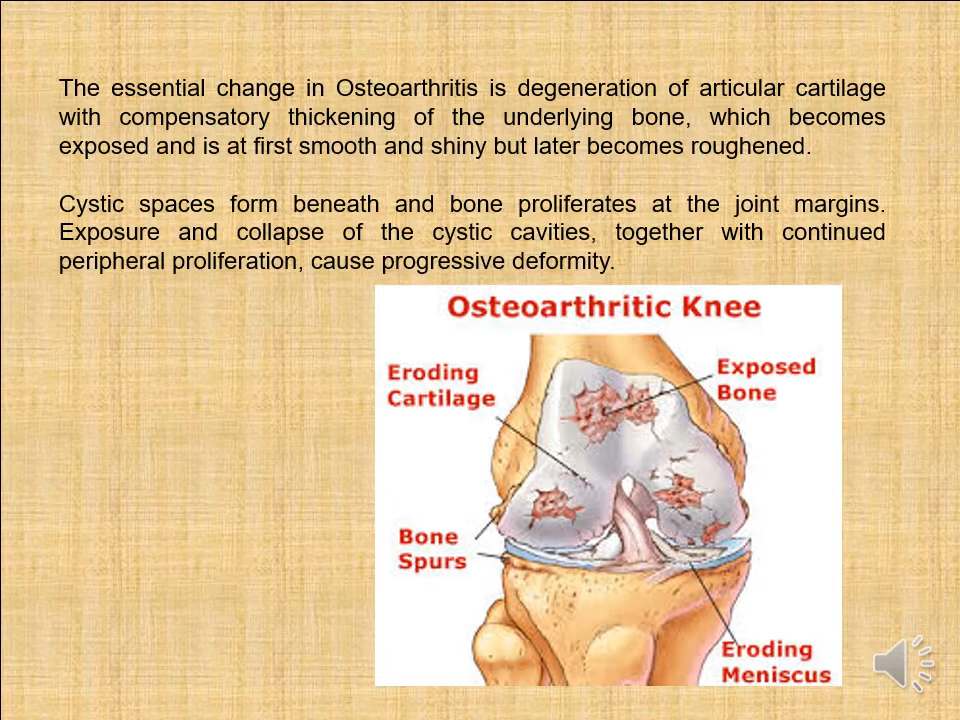 The essential change in Osteoarthritis is degeneration of articular cartilage
with compensatory thickening of the underlying bone, which becomes
exposed and is at first smooth and shiny but later becomes roughened.
Cystic spaces form beneath and bone proliferates at the joint margins.
Exposure and collapse of the cystic cavities, together with continued
peripheral proliferation, cause progressive deformity.
Osteoarthritic Knee
Eroding
Cartilage
Exposed
Bone
Bone
Spurs
Eroding
Meniscus